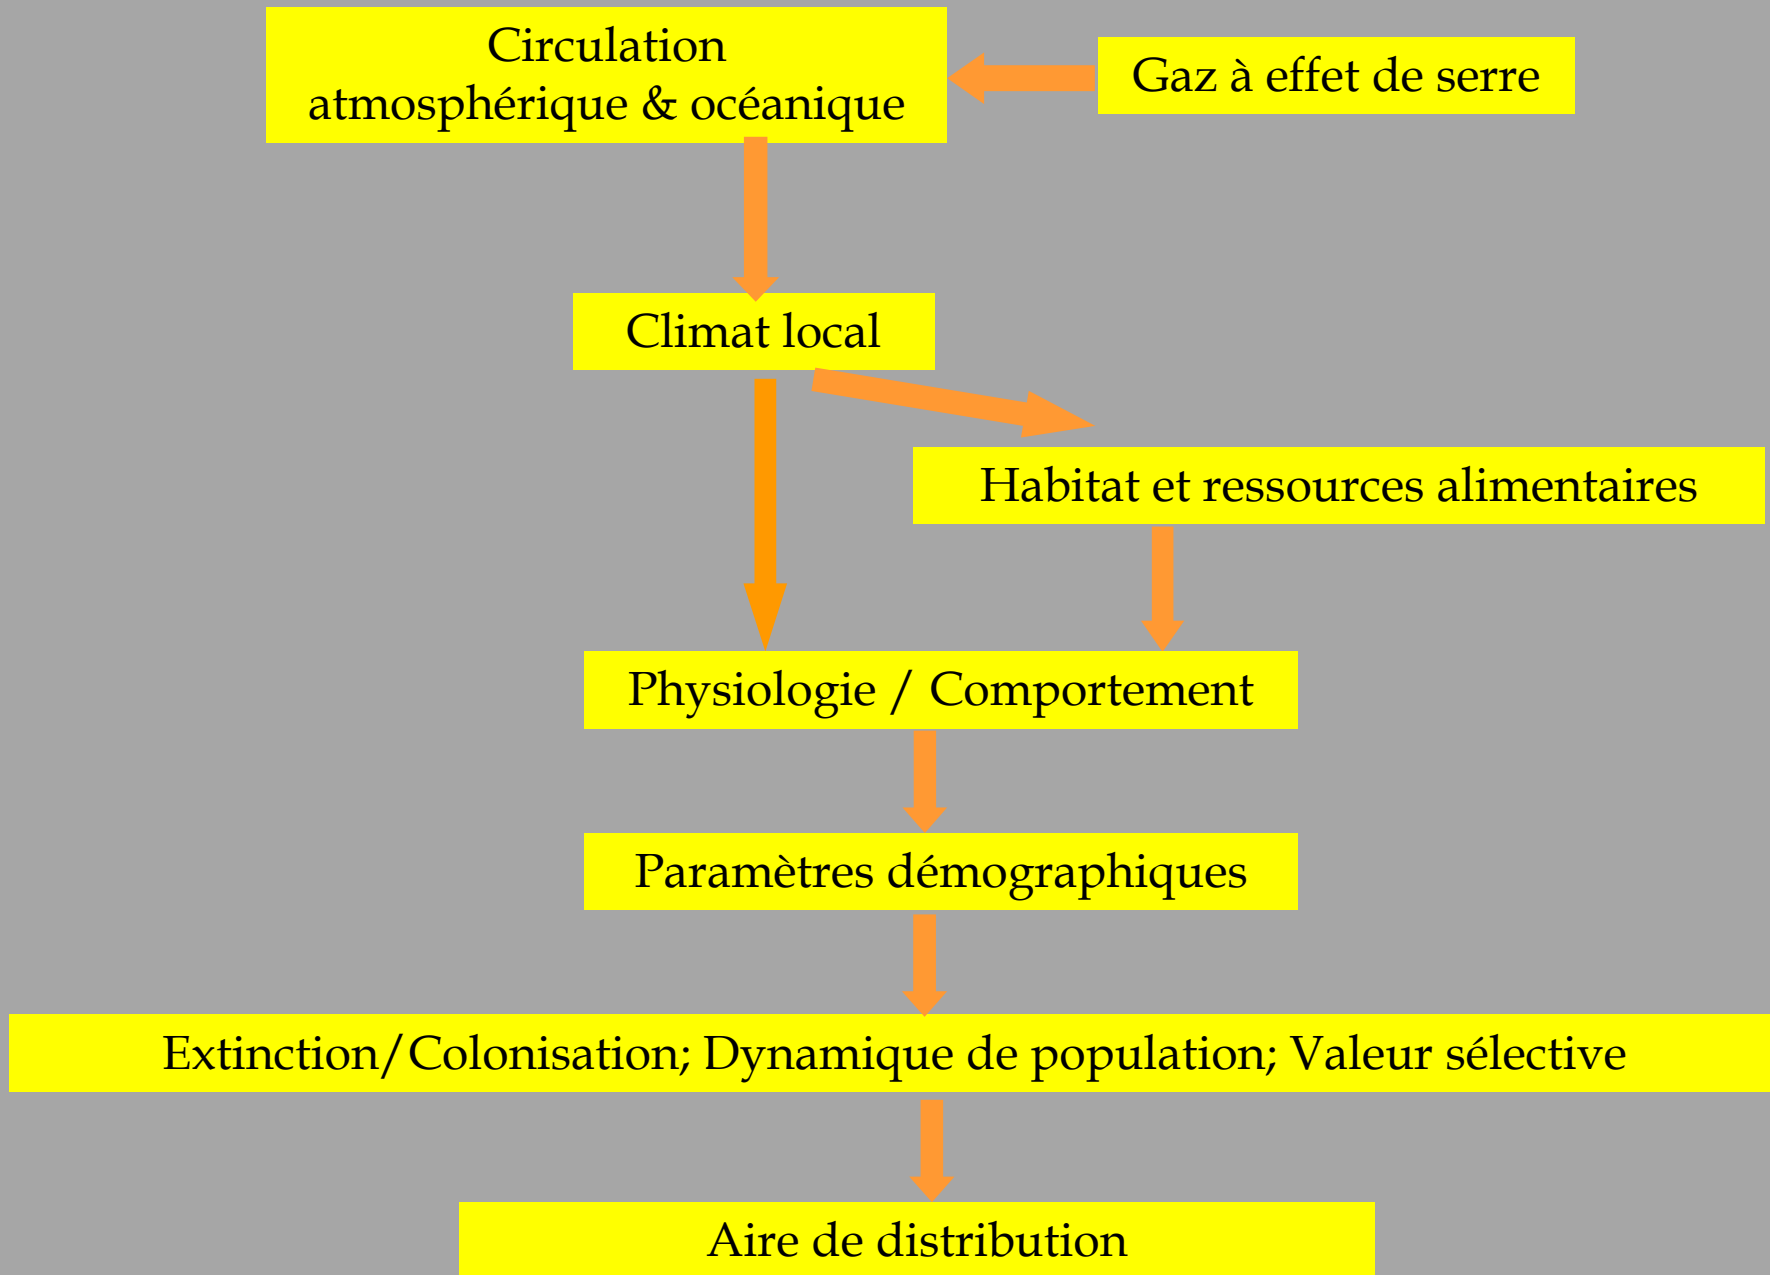 Circulation
atmosphérique & océanique
Gaz à effet de serre
Climat local
Habitat et ressources alimentaires
Physiologie / Comportement
Paramètres démographiques
Extinction/Colonisation; Dynamique de population; Valeur sélective
Aire de distribution